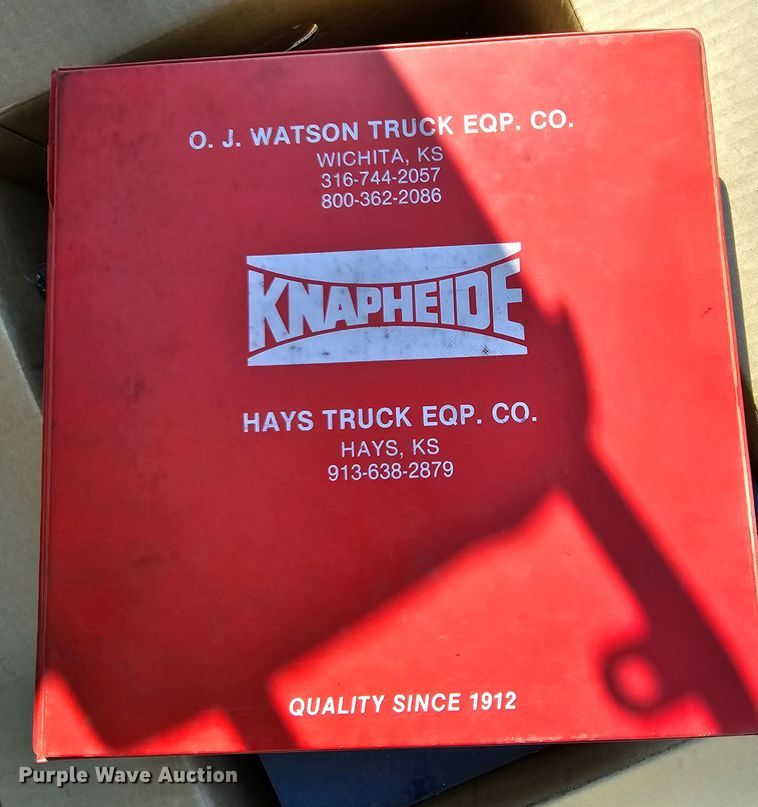 O. J. WATSON TRUCK EQP. CO.
WICHITA, KS
316-744-2057
800-362-2086
KNAPHEIDE
HAYS TRUCK EQP. CO.
HAYS, KS
913-638-2879
QUALITY SINCE 1912
Purple Wave Auction